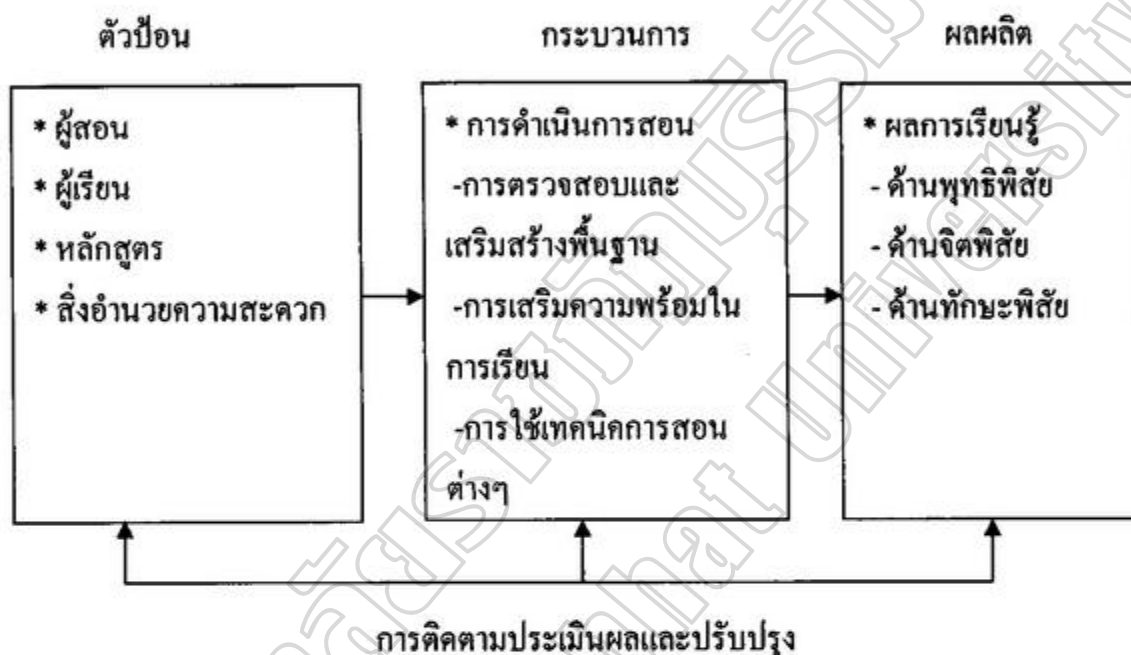 ตัวป้อน
* ผู้สอน
* ผู้เรียน
* หลักสูตร
* สิ่งอำนวยความสะดวก
กระบวนการ
* การดำเนินการสอน
-การตรวจสอบและ
เสริมสร้างพื้นฐาน
-การเสริมความพร้อมใน
การเรียน
-การใช้เทคนิคการสอน
ต่างๆ
ผลผลิต
* ผลการเรียนรู้
- ด้านพุทธิพิสัย
- ด้านจิตพิสัย
- ด้านทักษะพิสัย
การติดตามประเมินผลและปรับปรุง